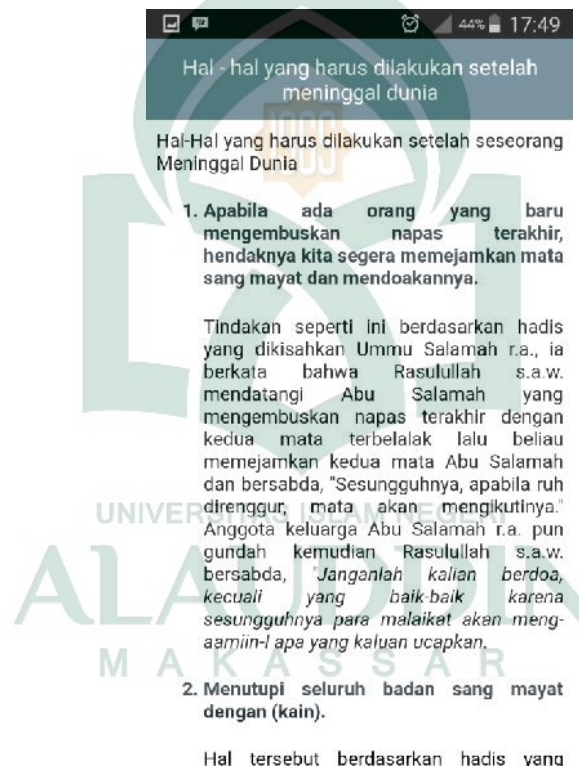 44% 17:49
Hal - hal yang harus dilakukan setelah
meninggal dunia
Hal-Hal yang harus dilakukan setelah seseorang
Meninggal Dunia
1. Apabila ada orang yang baru
mengembuskan napas terakhir,
hendaknya kita segera memejamkan mata
sang mayat dan mendoakannya.
Tindakan seperti ini berdasarkan hadis
yang dikisahkan Ummu Salamah r.a., ia
berkata bahwa Rasulullah s.a.w.
mendatangi Abu Salamah yang
mengembuskan napas terakhir dengan
kedua mata terbelalak lalu beliau
memejamkan kedua mata Abu Salamah
dan bersabda, "Sesungguhnya, apabila ruh
direnggur, mata akan mengikutinya."
Anggota keluarga Abu Salamah r.a. pun
gundah kemudian Rasulullah s.a.w.
bersabda, "Janganlah kalian berdoa,
kecuali yang baik-baik karena
sesungguhnya para malaikat akan meng-
aamiin-I apa yang kaluan ucapkan.
2. Menutupi seluruh badan sang mayat
dengan (kain).
Hal tersebut berdasarkan hadis yang
1965
UNIVERSITAS ISLAM NEGERI
ALAUDDIN
MAKASSAR